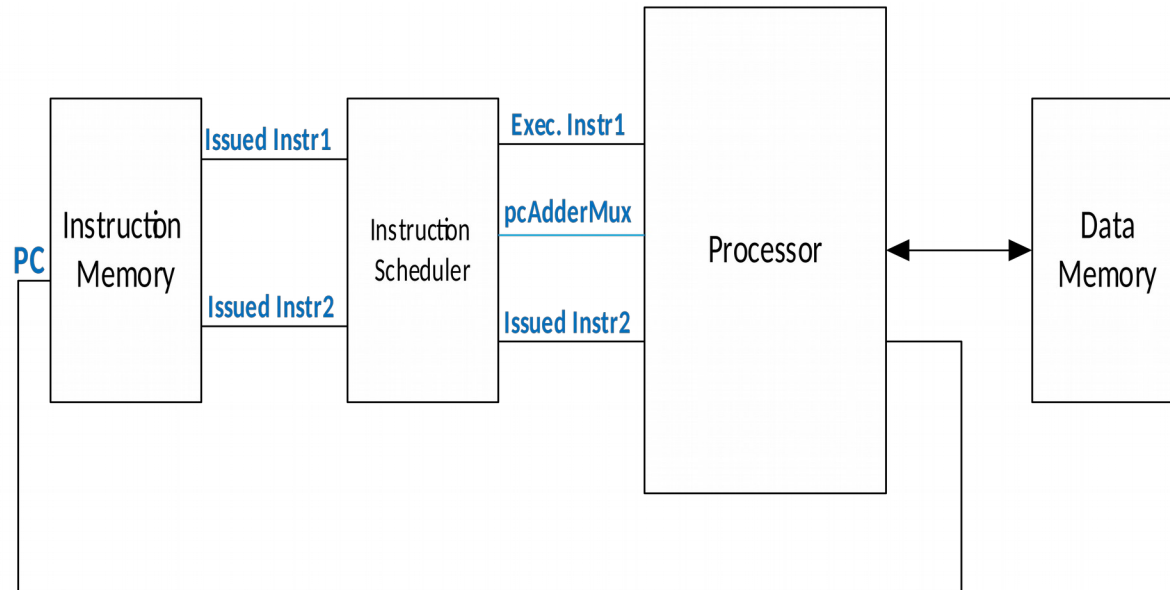 Exec. Instr1
Issued Instr1
pcAdderMux
Instruction
Memory
Instruction
Scheduler
Processor
Data
Memory
PC
Issued Instr2
Issued Instr2